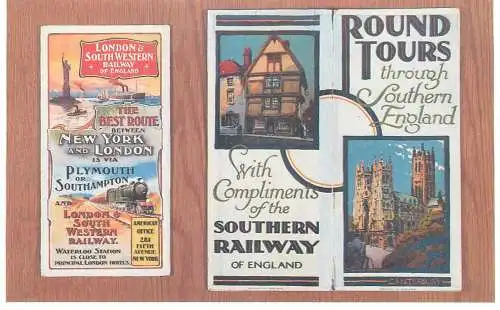 LONDON &
SOUTH WESTERN
RAILWAY
OF ENGLAND
THE
BEST ROUTE
BETWEEN
NEW YORK
AND LONDON
IS VIA
PLYMOUTH
OR
SOUTHAMPTON
AND
LONDON &
SOUTH
WESTERN
RAILWAY.
WATERLOO STATION
IS CLOSE TO
PRINCIPAL LONDON HOTELS.
AMERICAN
OFFICE.
281
FIFTH
AVENUE
NEW YORK
With
Compliments
of the
SOUTHERN
RAILWAY
OF ENGLAND
ROUND
TOURS
through
Southern
England
CANTERBURY